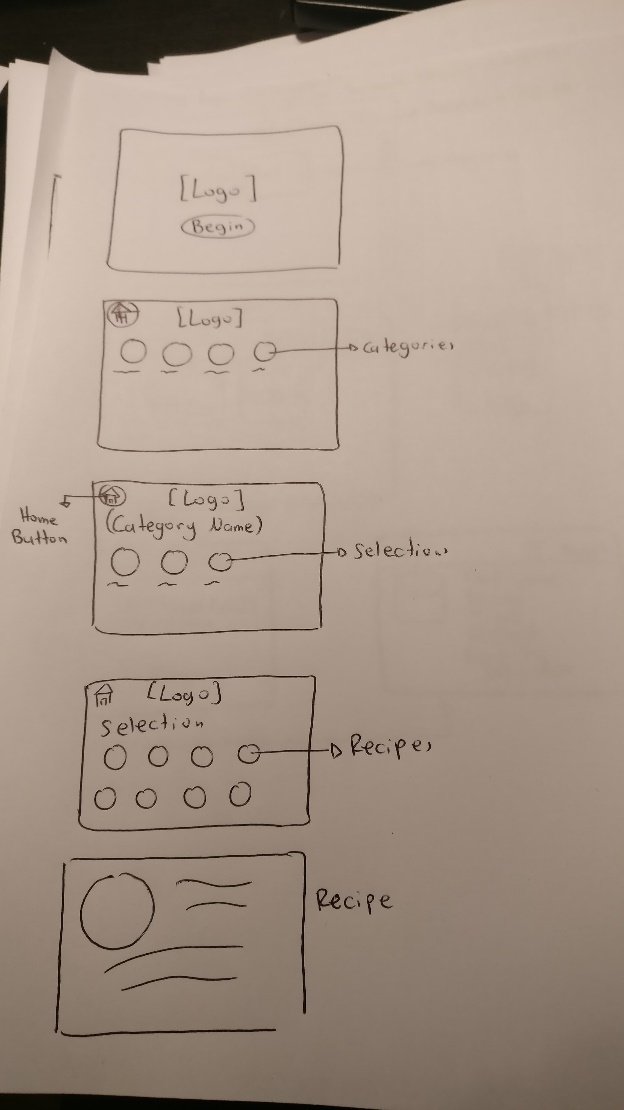 [Logo]
Begin
[Logo]
Categories
Home
Button
[Logo]
(Category Name)
Selection
[Logo]
Selection
Recipes
Recipe